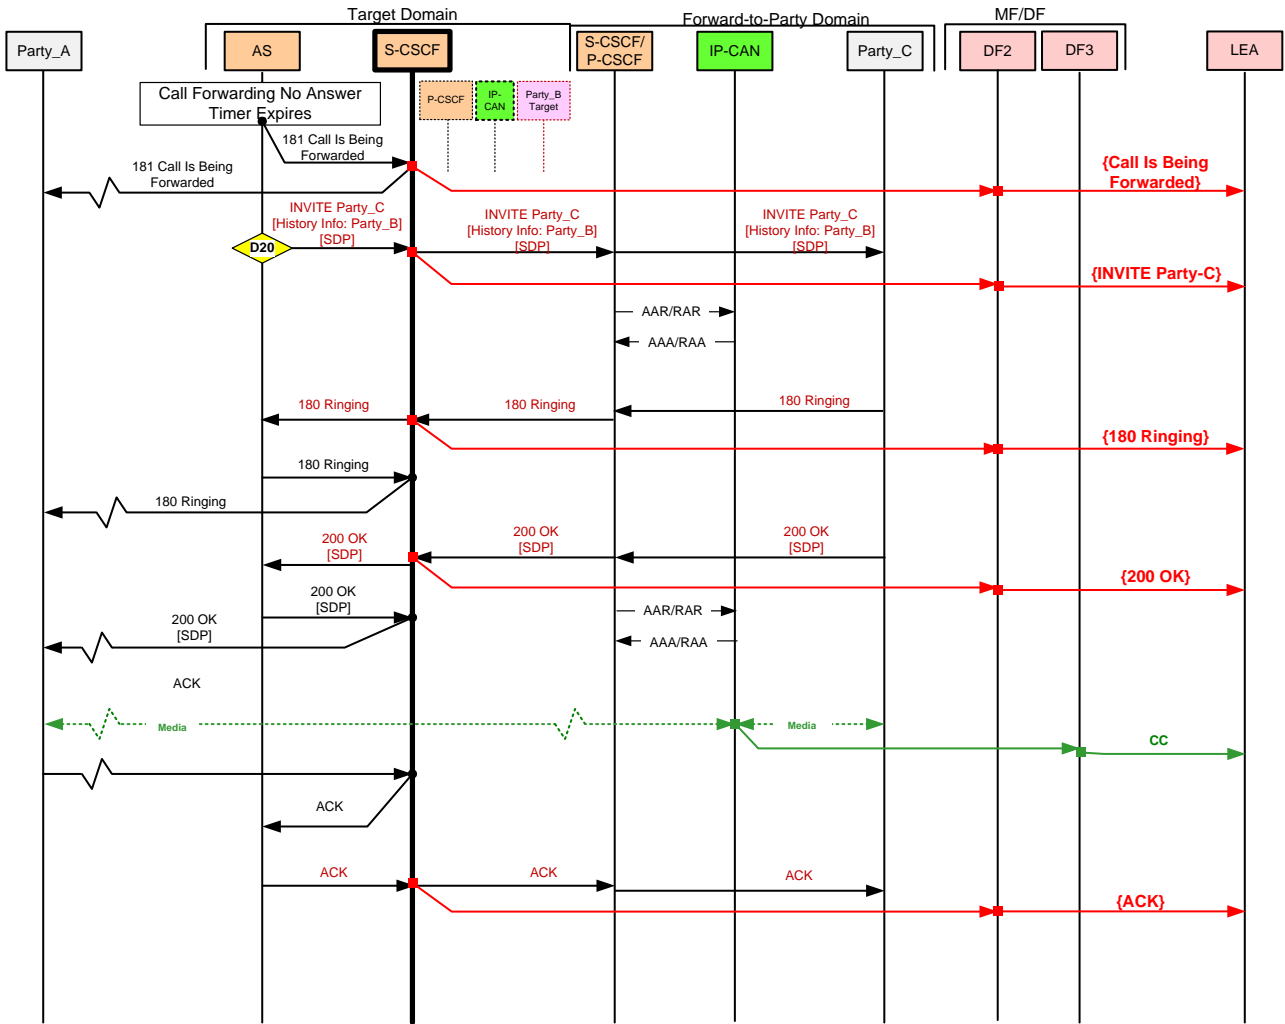 Target Domain
Forward-to-Party Domain
MF/DF
Party_A
AS
S-CSCF
S-CSCF/
P-CSCF
IP-CAN
Party_C
DF2
DF3
LEA
Call Forwarding No Answer
Timer Expires
P-CSCF
IP-
CAN
Party_B
Target
181 Call Is Being
Forwarded
181 Call Is Being
Forwarded
{Call Is Being
Forwarded}
INVITE Party_C
[History Info: Party_B]
[SDP]
INVITE Party_C
[History Info: Party_B]
[SDP]
INVITE Party_C
[History Info: Party_B]
[SDP]
D20
{INVITE Party-C}
AAR/RAR
AAA/RAA
180 Ringing
180 Ringing
180 Ringing
{180 Ringing}
180 Ringing
180 Ringing
200 OK
[SDP]
200 OK
[SDP]
200 OK
[SDP]
{200 OK}
200 OK
[SDP]
AAR/RAR
200 OK
[SDP]
AAA/RAA
ACK
Media
Media
CC
ACK
ACK
ACK
ACK
{ACK}